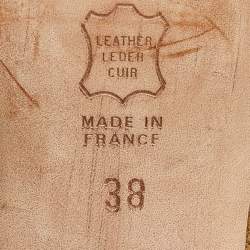 LEATHER
LEDER
CUIR
MADE IN
FRANCE
38